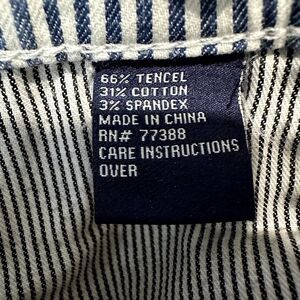 66% TENCEL
31% COTTON
3% SPANDEX
MADE IN CHINA
RN# 77388
CARE INSTRUCTIONS
OVER